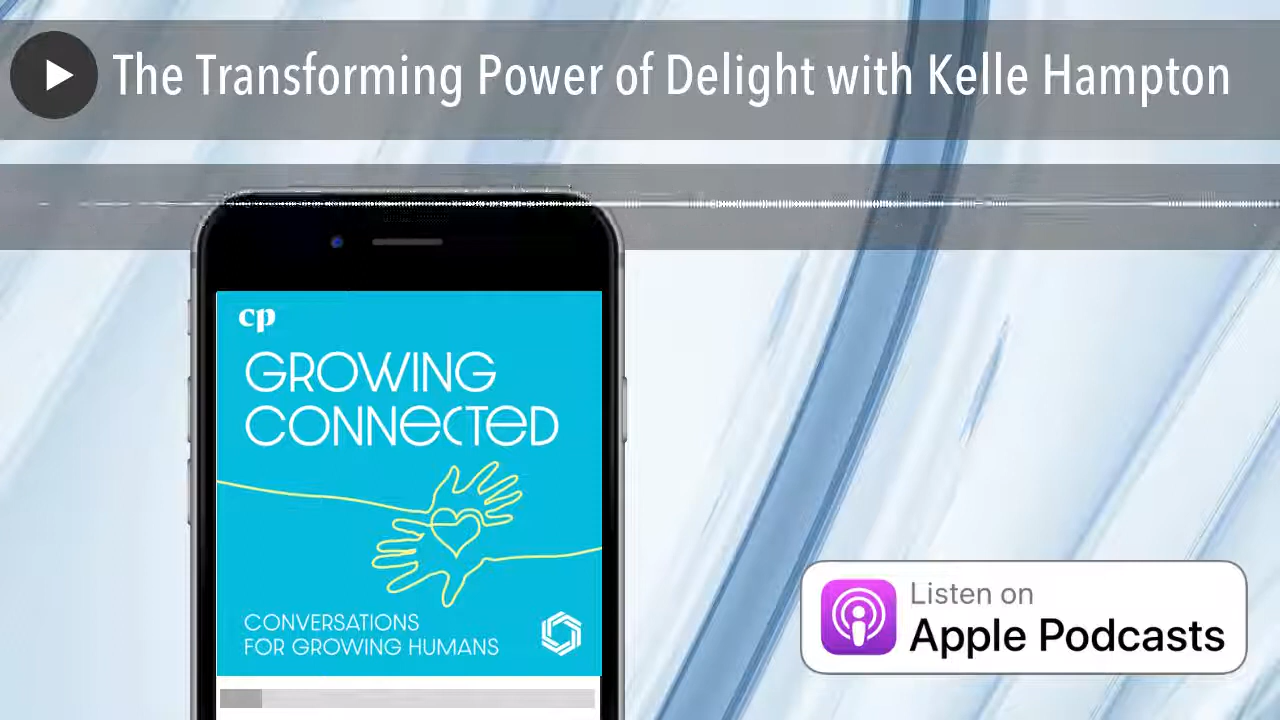 The Transforming Power of Delight with Kelle Hampton
cp
GROWING
CONNECTED
CONVERSATIONS
FOR GROWING HUMANS
Listen on
Apple Podcasts